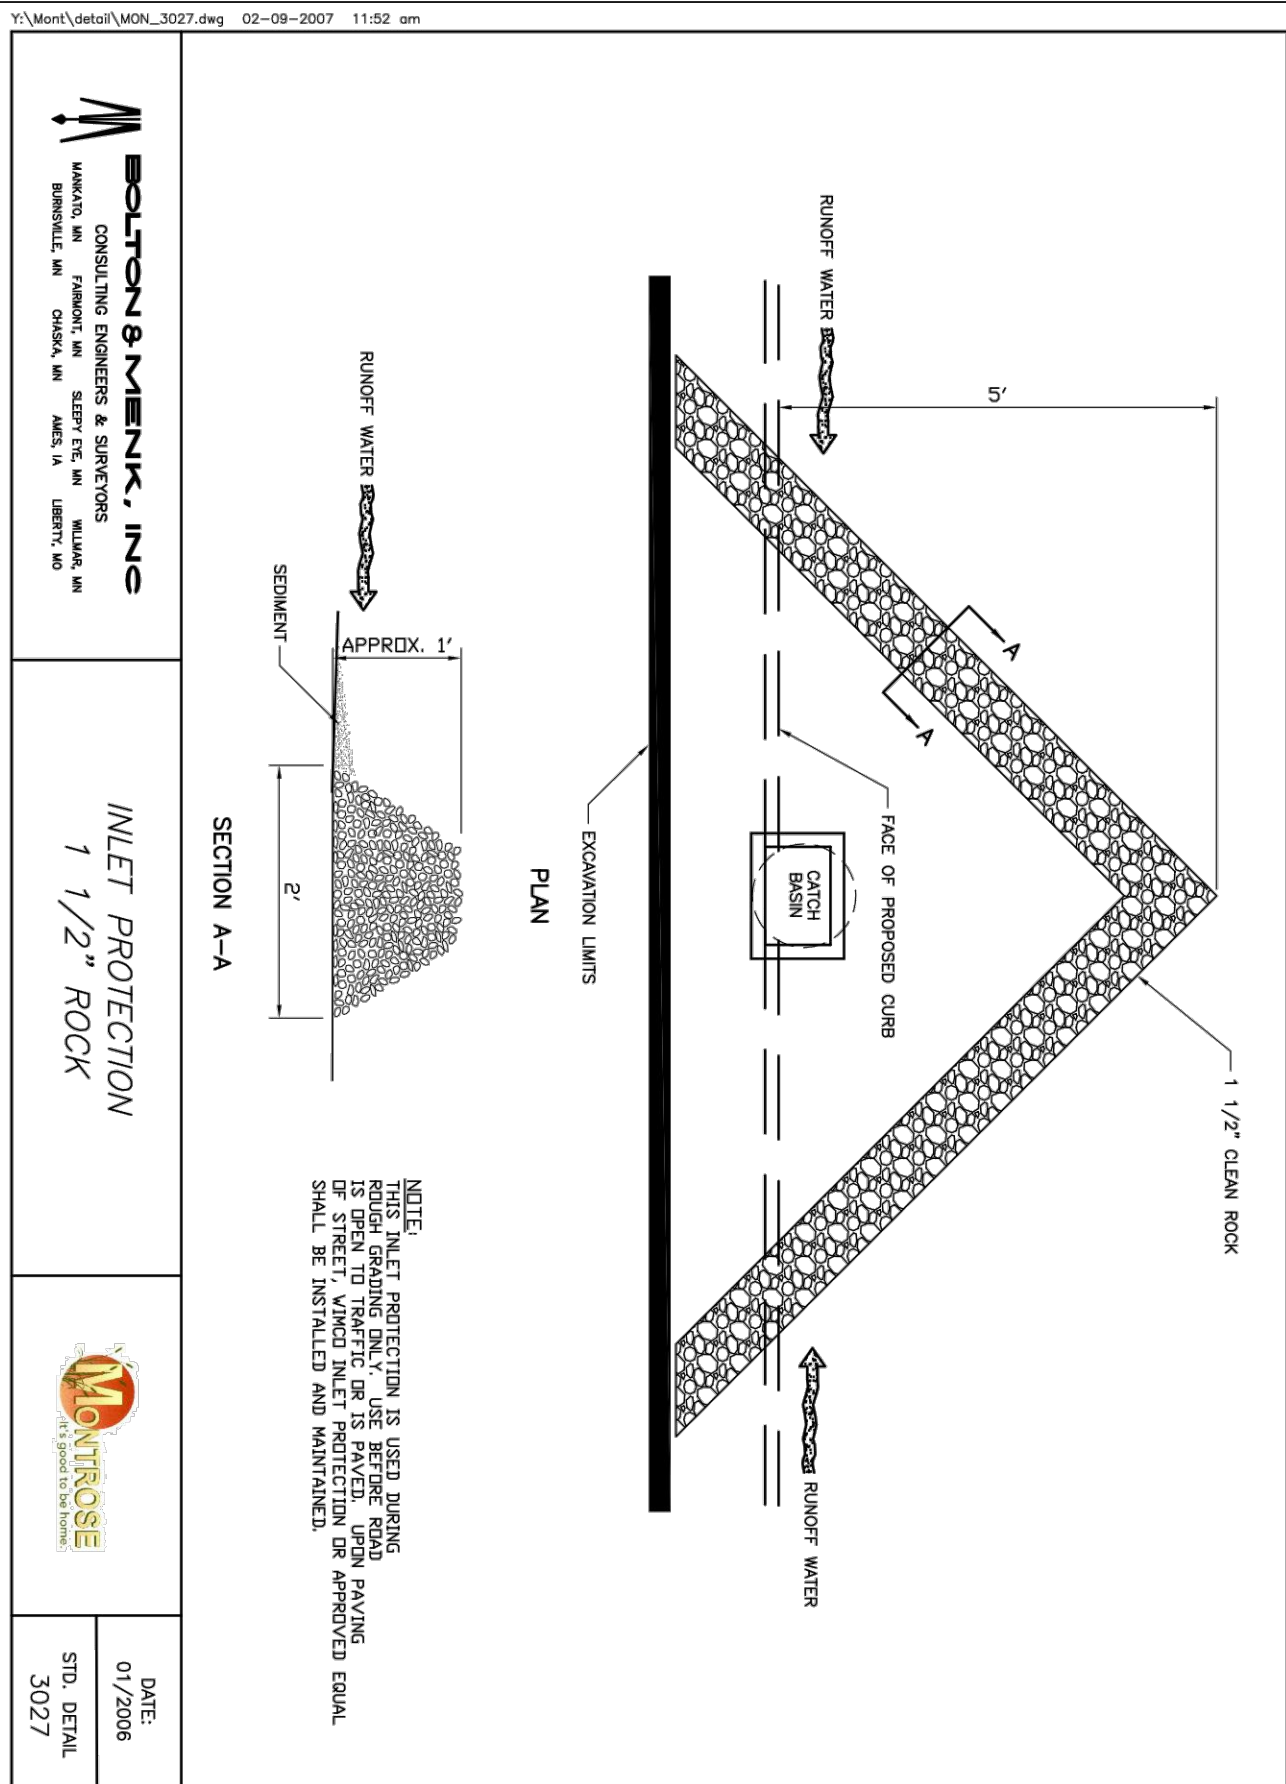 Y:\Mont\detail\MON_3027.dwg 02-09-2007 11:52 am
RUNOFF WATER
5'
A
A
1 1/2" CLEAN ROCK
FACE OF PROPOSED CURB
CATCH
BASIN
RUNOFF WATER
EXCAVATION LIMITS
PLAN
RUNOFF WATER
APPROX. 1'
SEDIMENT
2'
SECTION A-A
NOTE:
THIS INLET PROTECTION IS USED DURING
ROUGH GRADING ONLY. USE BEFORE ROAD
IS OPEN TO TRAFFIC OR IS PAVED. UPON PAVING
OF STREET, WIMCO INLET PROTECTION OR APPROVED EQUAL
SHALL BE INSTALLED AND MAINTAINED.
BOLTON & MENK, INC
CONSULTING ENGINEERS & SURVEYORS
MANKATO, MN FAIRMONT, MN SLEEPY EYE, MN WILLMAR, MN
BURNSVILLE, MN CHASKA, MN AMES, IA LIBERTY, MO
INLET PROTECTION
1 1/2" ROCK
MONTROSE
It's good to be home.
DATE:
01/2006
STD. DETAIL
3027